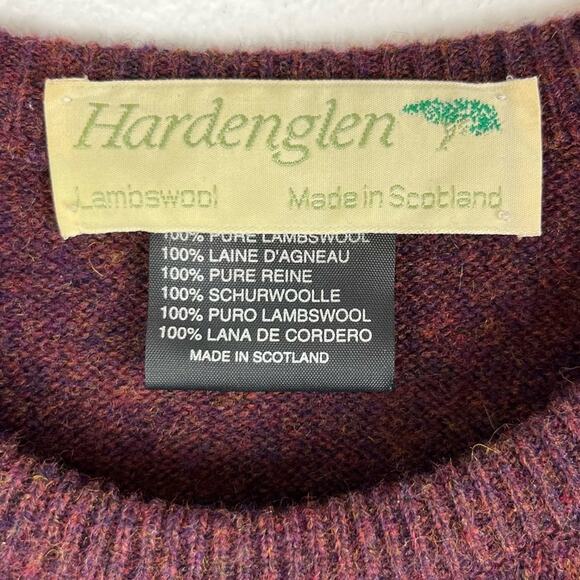 Hardenglen
Lambswool Made in Scotland
100% PURE LAMBSWOOL
100% LAINE D'AGNEAU
100% PURE REINE
100% SCHURWOLLE
100% PURO LAMBSWOOL
100% LANA DE CORDERO
MADE IN SCOTLAND